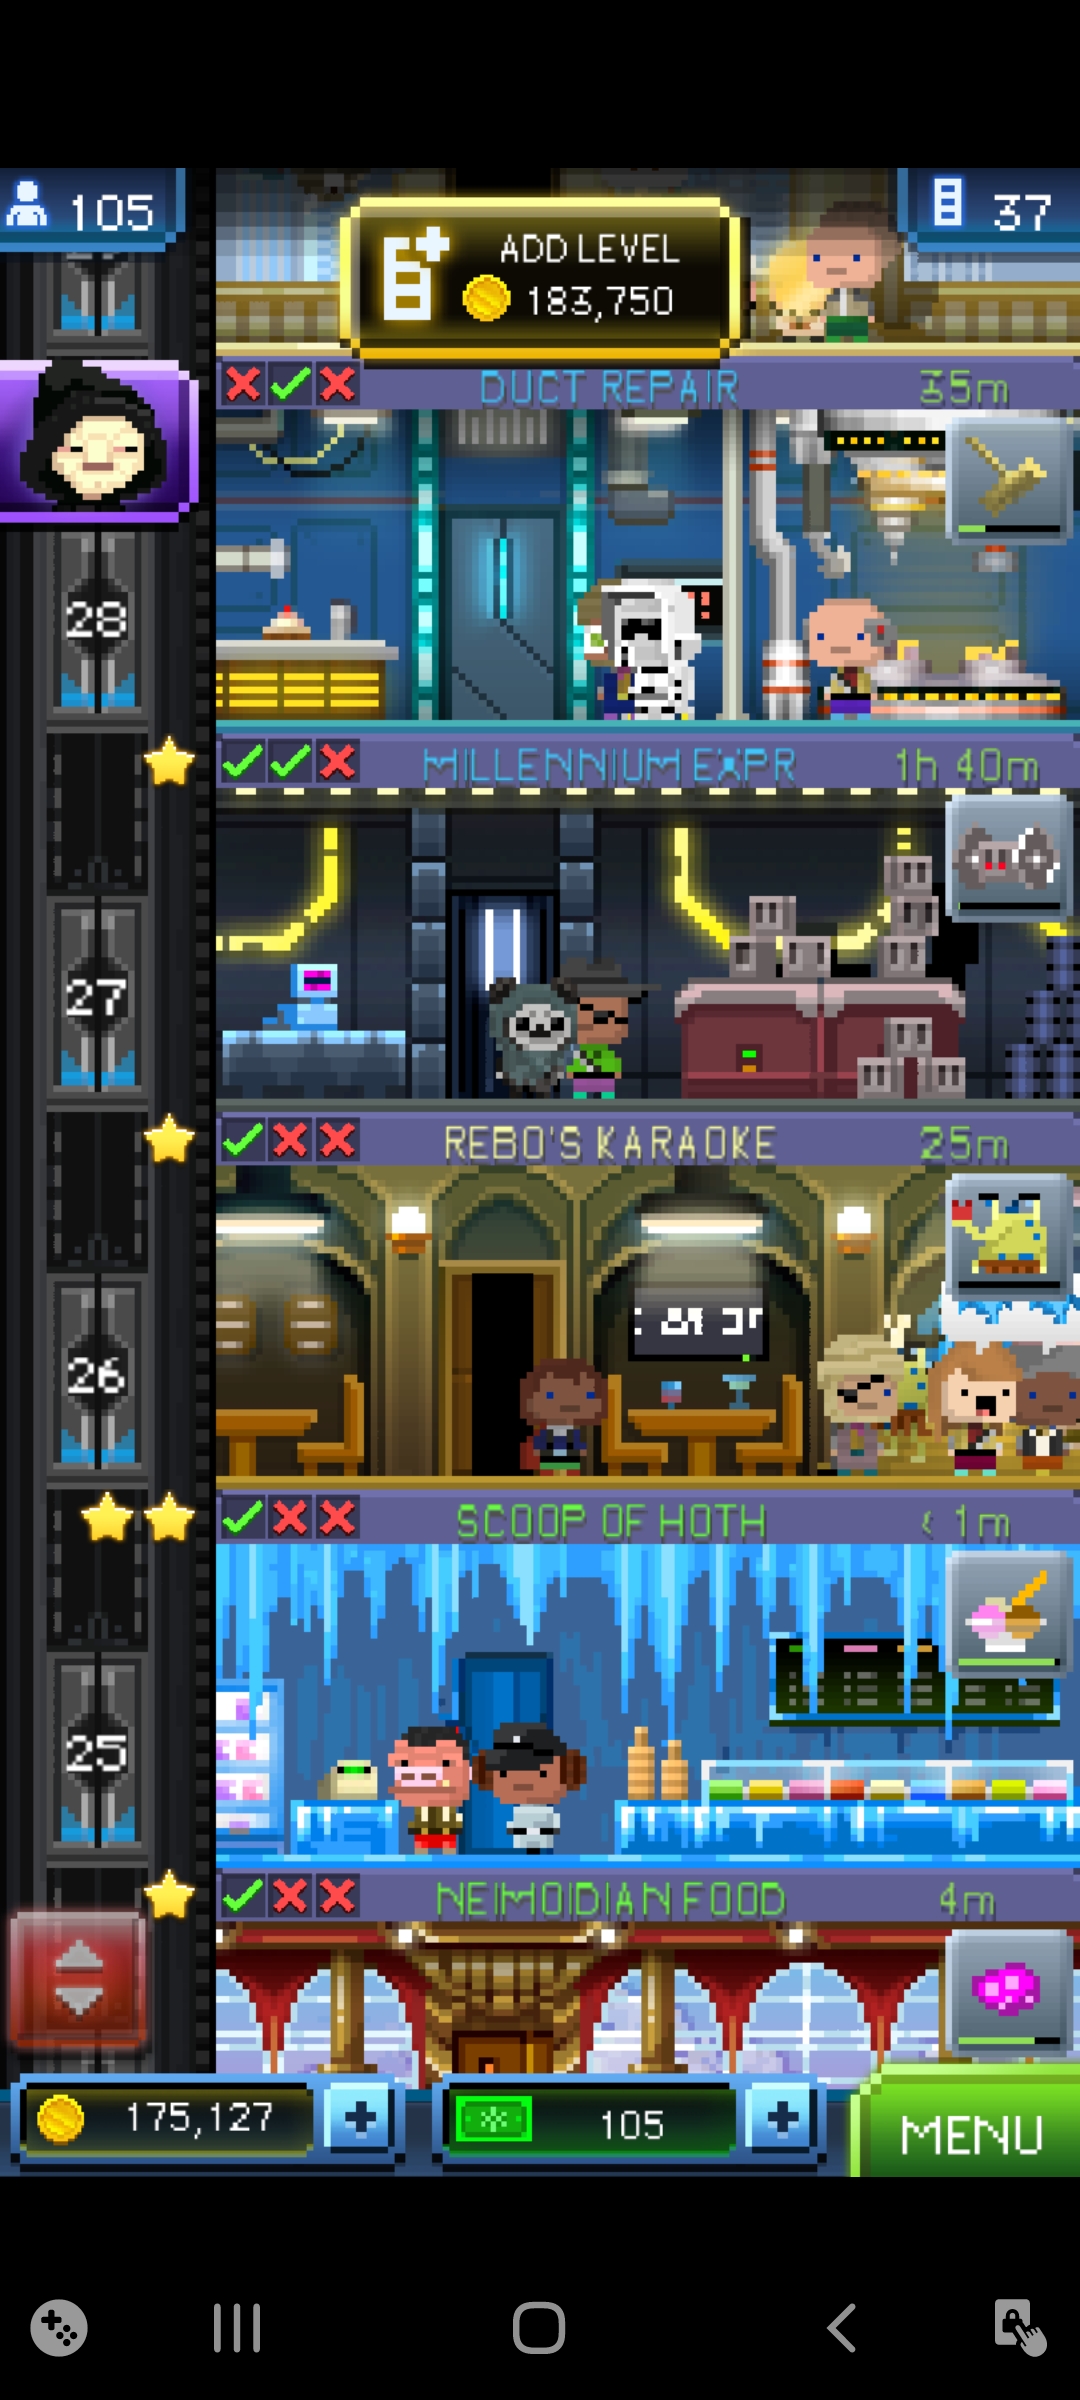 105
37
ADD LEVEL
183,750
DUCT REPAIR 35m
28
MILLENNIUM EXPR 1h 40m
27
REBO'S KARAOKE 25m
26
SCOOP OF HOTH < 1m
25
NEIMOIDIAN FOOD 4m
175,127
105
MENU